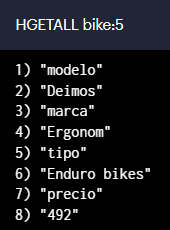 HGETALL bike:5
1) "modelo"
2) "Deimos"
3) "marca"
4) "Ergonom"
5) "tipo"
6) "Enduro bikes"
7) "precio"
8) "492"